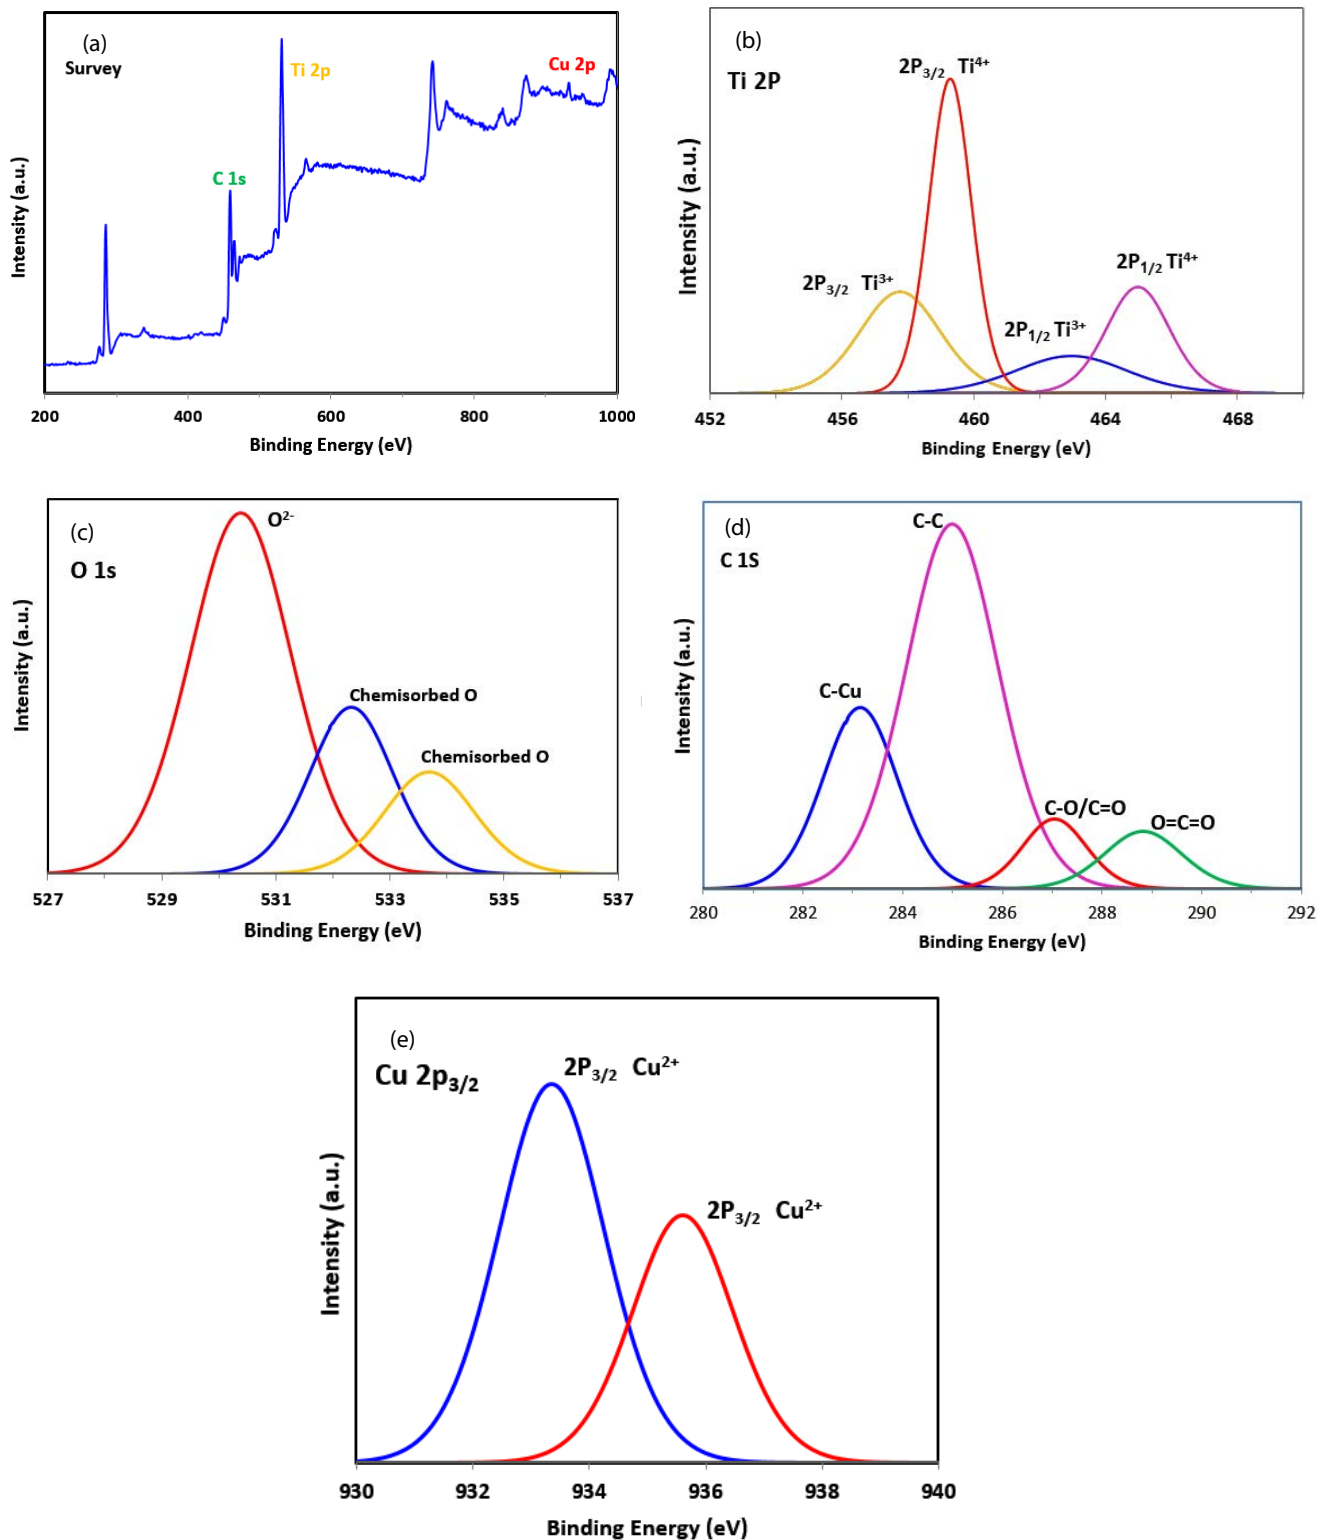 (a)
Survey
C 1s
Ti 2p
Cu 2p
Intensity (a.u.)
200 400 600 800 1000
Binding Energy (eV)
(b)
Ti 2P
2P3/2 Ti3+
2P3/2 Ti4+
2P1/2 Ti3+
2P1/2 Ti4+
Intensity (a.u.)
452 456 460 464 468
Binding Energy (eV)
(c)
O 1s
O2-
Chemisorbed O
Chemisorbed O
Intensity (a.u.)
527 529 531 533 535 537
Binding Energy (eV)
(d)
C 1S
C-Cu
C-C
C-O/C=O
O=C=O
Intensity (a.u.)
280 282 284 286 288 290 292
Binding Energy (eV)
(e)
Cu 2p3/2
2P3/2 Cu2+
2P3/2 Cu2+
Intensity (a.u.)
930 932 934 936 938 940
Binding Energy (eV)